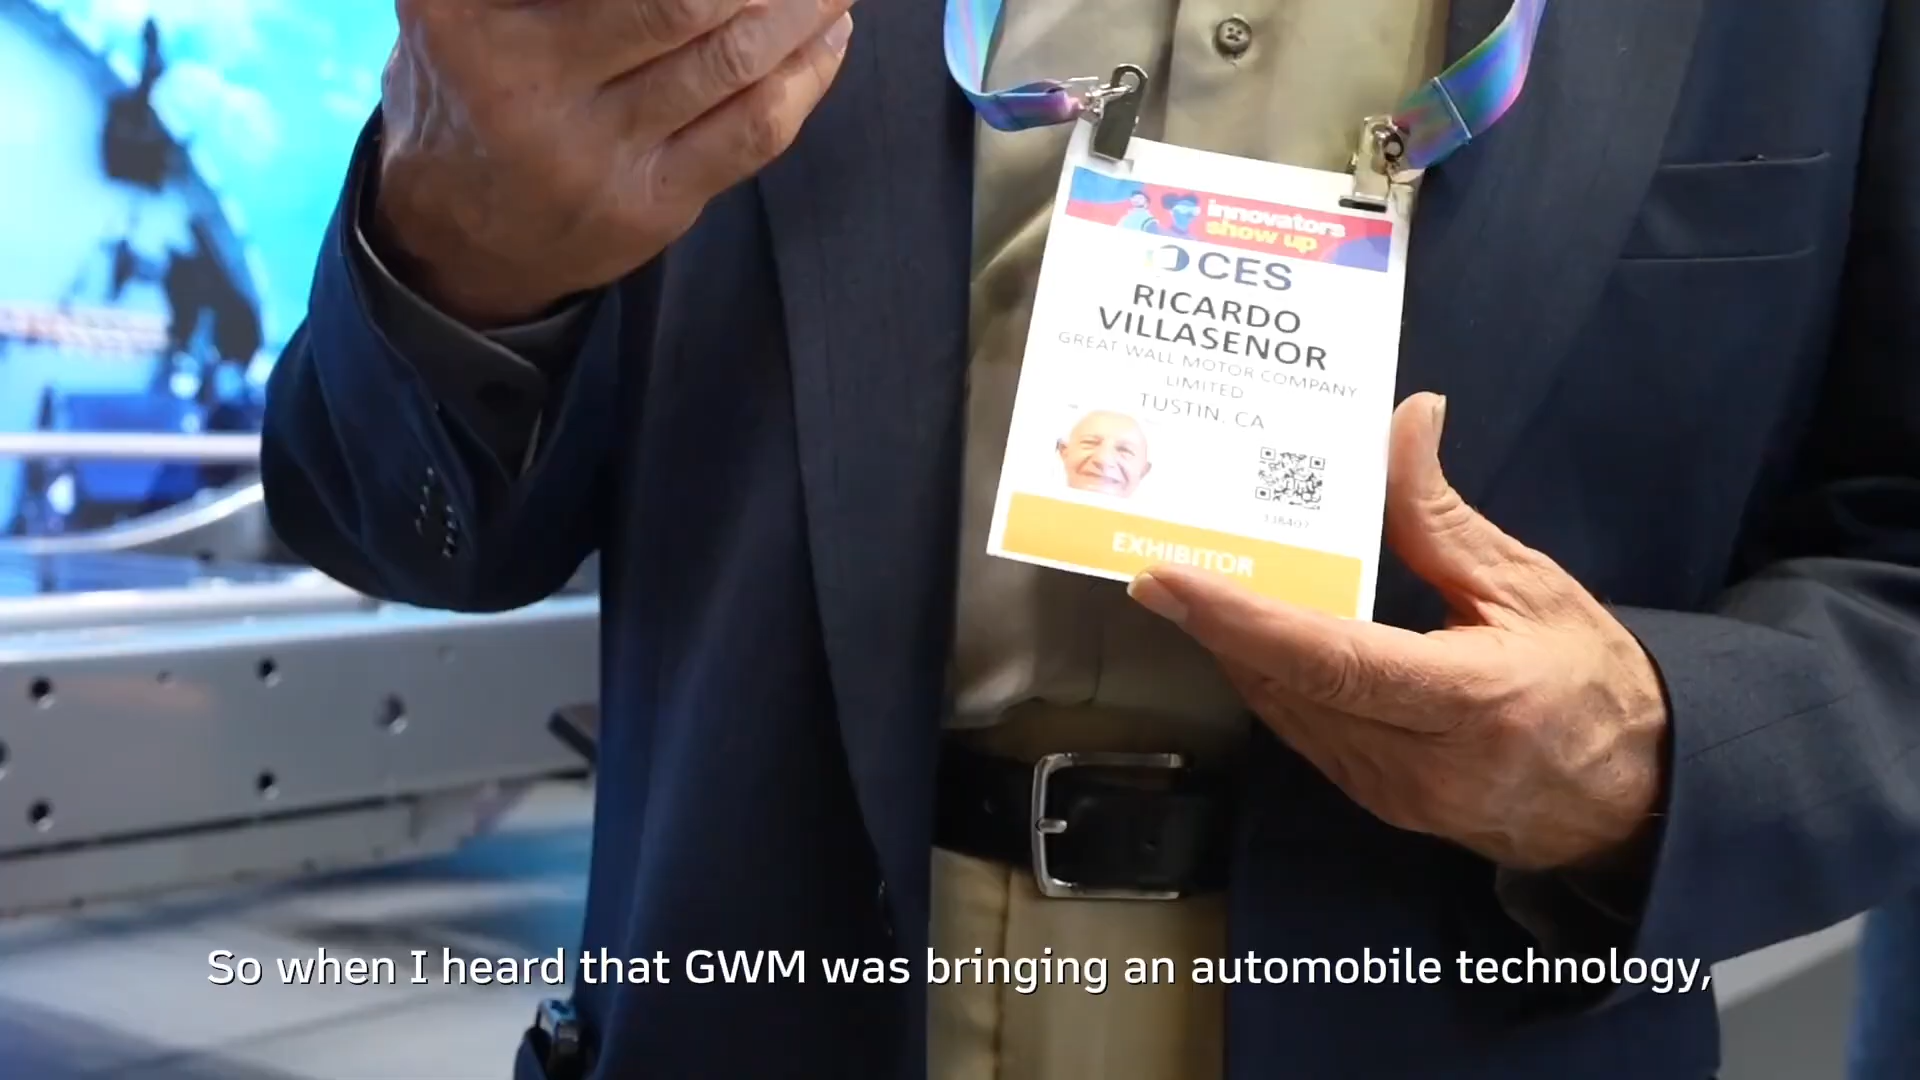 innovators
show up
CES
RICARDO
VILLASENOR
GREAT WALL MOTOR COMPANY
LIMITED
TUSTIN, CA
EXHIBITOR
So when I heard that GWM was bringing an automobile technology,